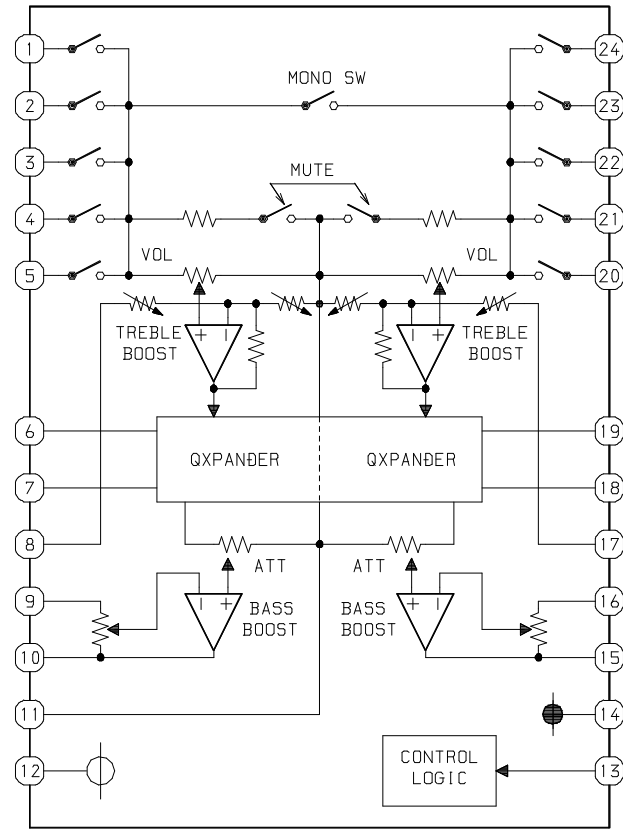 1
24
MONO SW
2
23
3
22
MUTE
4
21
VOL
VOL
5
20
TREBLE
BOOST
+
-
-
+
TREBLE
BOOST
6
19
QXPANDER
QXPANDER
7
18
8
17
ATT
ATT
9
16
-
+
BASS
BOOST
BASS
BOOST
+
-
10
15
11
14
CONTROL
LOGIC
12
13